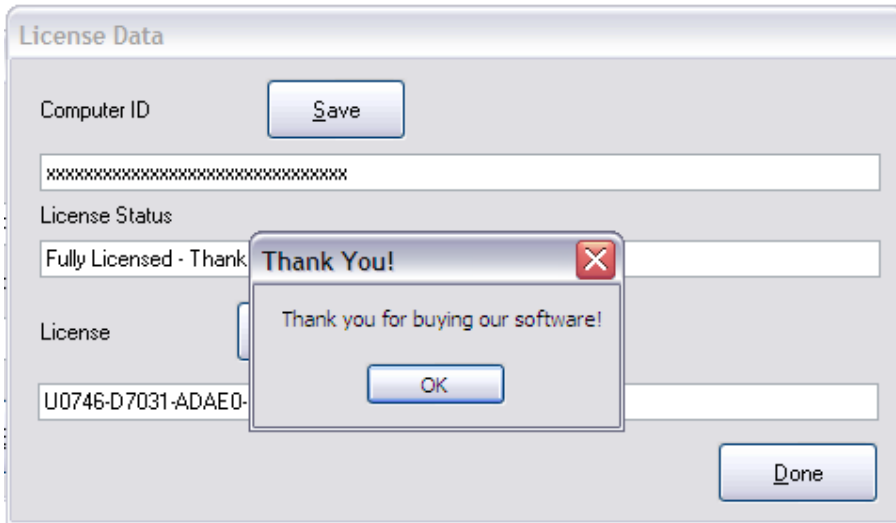 License Data
Computer ID
Save
xxxxxxxxxxxxxxxxxxxxxxxxxxxxxxxx
License Status
Fully Licensed - Thank
Thank You!
Thank you for buying our software!
License
OK
U0746-D7031-ADAE0-
Done